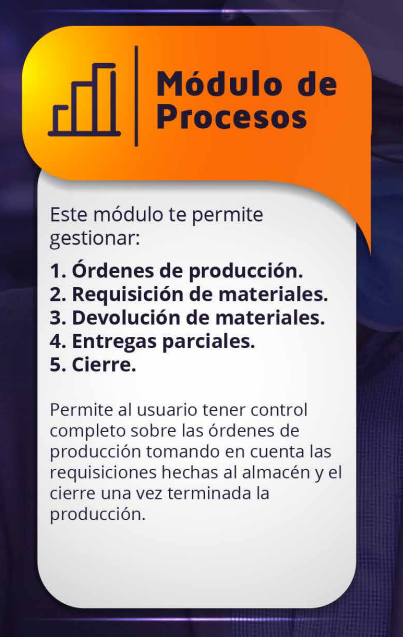 Módulo de
Procesos
Este módulo te permite
gestionar:
1. Órdenes de producción.
2. Requisición de materiales.
3. Devolución de materiales.
4. Entregas parciales.
5. Cierre.
Permite al usuario tener control
completo sobre las órdenes de
producción tomando en cuenta las
requisiciones hechas al almacén y el
cierre una vez terminada la
producción.